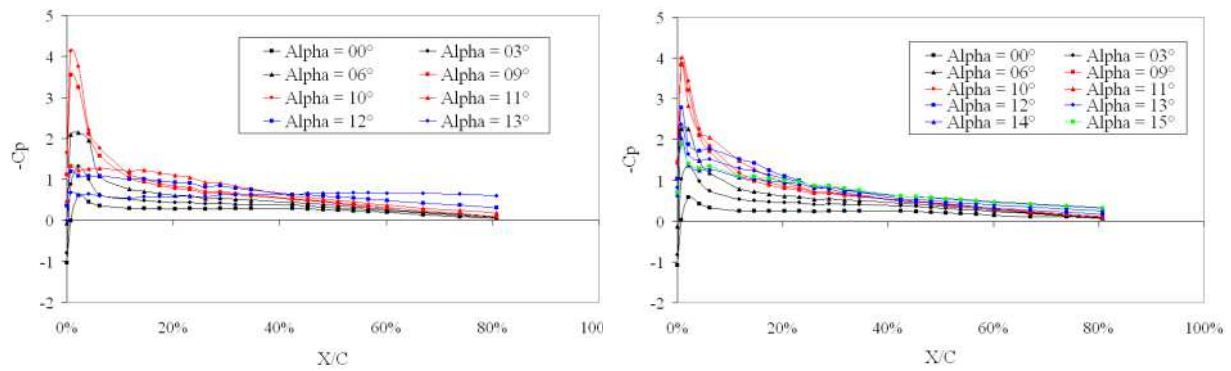 5
4
3
2
1
0
-1
-2
-Cp
Alpha = 00° Alpha = 03°
Alpha = 06° Alpha = 09°
Alpha = 10° Alpha = 11°
Alpha = 12° Alpha = 13°
0% 20% 40% 60% 80% 100
X/C
5
4
3
2
1
0
-1
-2
-Cp
Alpha = 00° Alpha = 03°
Alpha = 06° Alpha = 09°
Alpha = 10° Alpha = 11°
Alpha = 12° Alpha = 13°
Alpha = 14° Alpha = 15°
0% 20% 40% 60% 80% 100%
X/C